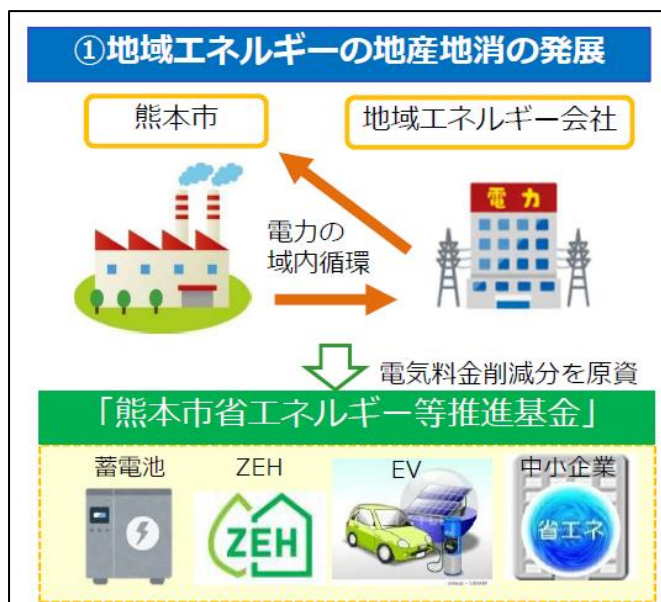 ①地域エネルギーの地産地消の発展
熊本市
地域エネルギー会社
電力
電力の
域内循環
電気料金削減分を原資
「熊本市省エネルギー等推進基金」
蓄電池
ZEH
EV
中小企業
ZEH
省エネ